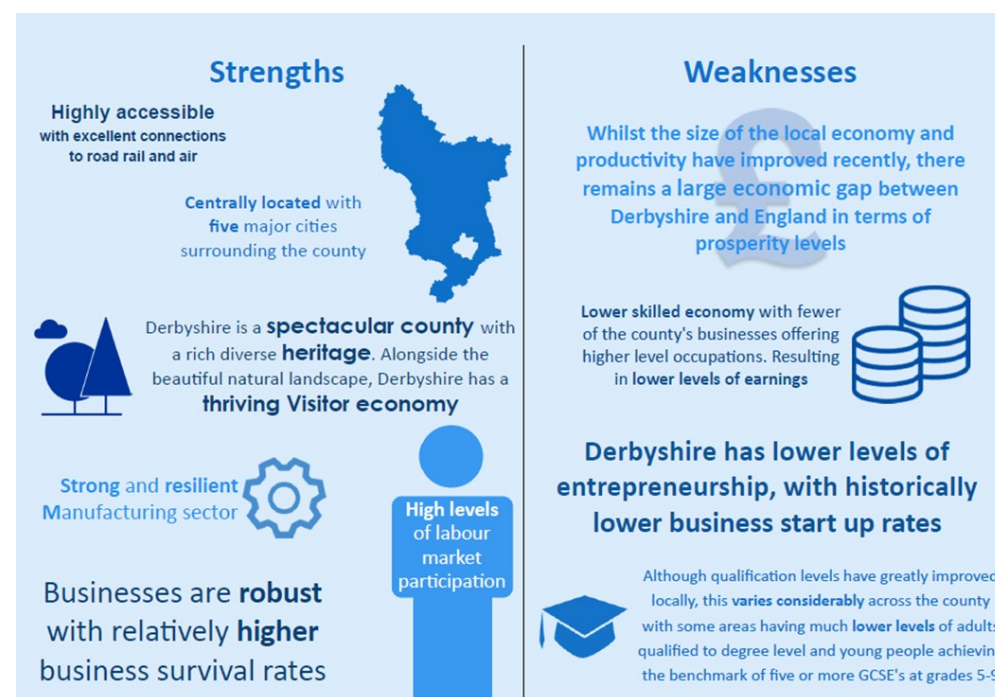 Strengths
Highly accessible
with excellent connections
to road rail and air
Centrally located with
five major cities
surrounding the county
Derbyshire is a spectacular county with
a rich diverse heritage. Alongside the
beautiful natural landscape, Derbyshire has a
thriving Visitor economy
Strong and resilient
Manufacturing sector
High levels
of labour
market
participation
Businesses are robust
with relatively higher
business survival rates
Weaknesses
£
Whilst the size of the local economy and
productivity have improved recently, there
remains a large economic gap between
Derbyshire and England in terms of
prosperity levels
Lower skilled economy with fewer
of the county's businesses offering
higher level occupations. Resulting
in lower levels of earnings
Derbyshire has lower levels of
entrepreneurship, with historically
lower business start up rates
Although qualification levels have greatly improved
locally, this varies considerably across the county
with some areas having much lower levels of adults
qualified to degree level and young people achievin
the benchmark of five or more GCSE's at grades 5-9